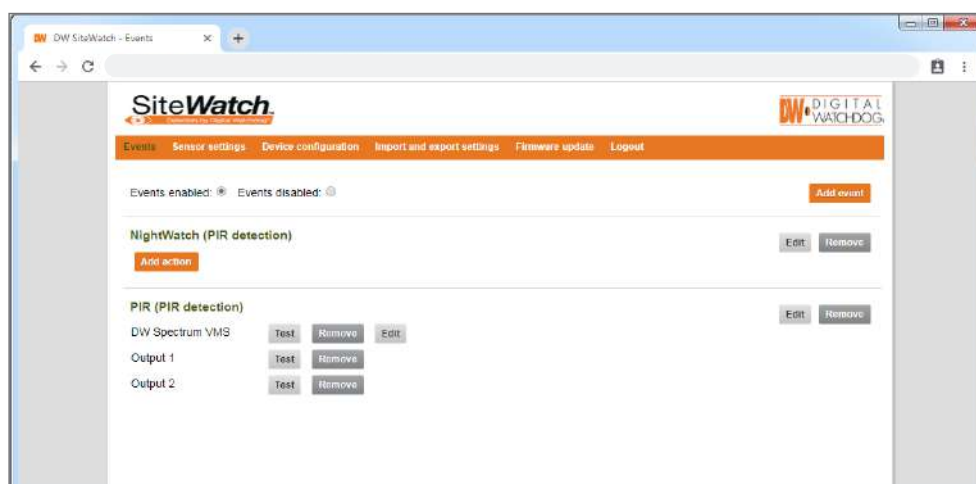 DW SiteWatch - Events
SiteWatch
DW DIGITAL WATCHDOG
Events Sensor settings Device configuration Import and export settings Firmware update Logout
Events enabled: Events disabled: Add event
NightWatch (PIR detection) Edit Remove
Add action
PIR (PIR detection) Edit Remove
DW Spectrum VMS Test Remove Edit
Output 1 Test Remove
Output 2 Test Remove